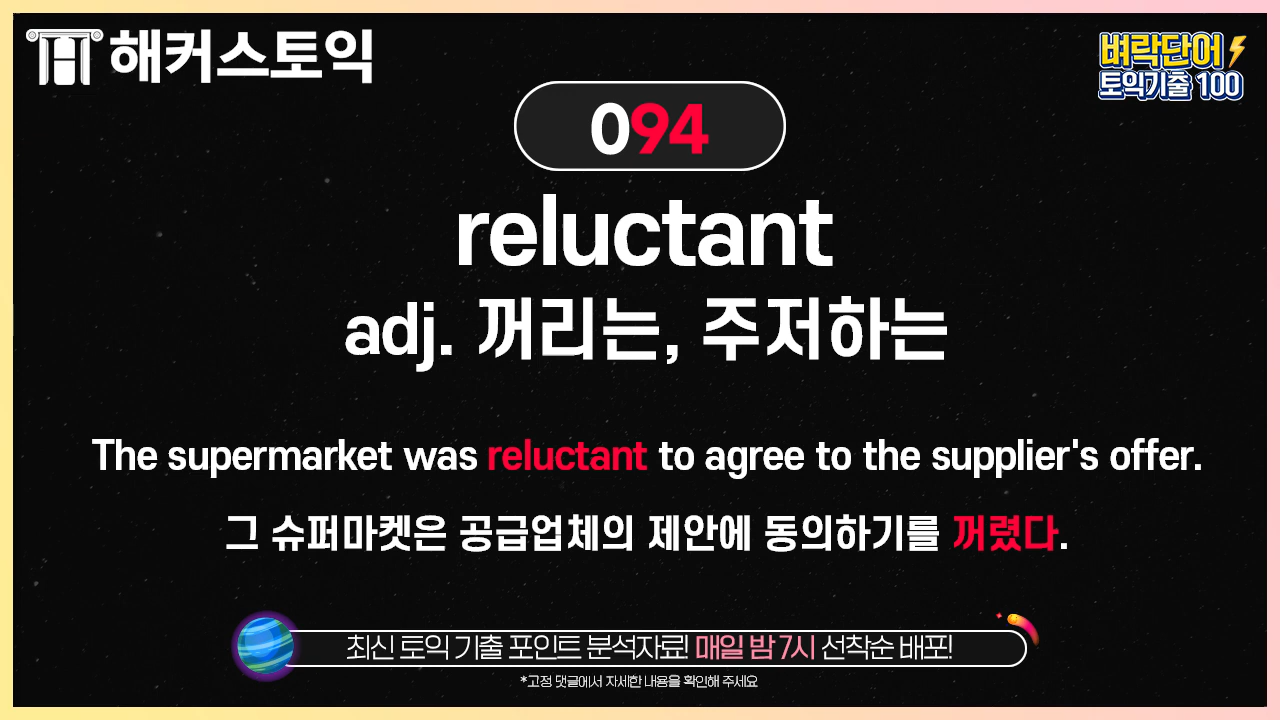 해커스토익
벼락단어
토익기출 100
094
reluctant
adj. 꺼리는, 주저하는
The supermarket was reluctant to agree to the supplier's offer.
그 슈퍼마켓은 공급업체의 제안에 동의하기를 꺼렸다.
최신 토익 기출 포인트 분석자료! 매일 밤 7시 선착순 배포!
*고정 댓글에서 자세한 내용을 확인해 주세요